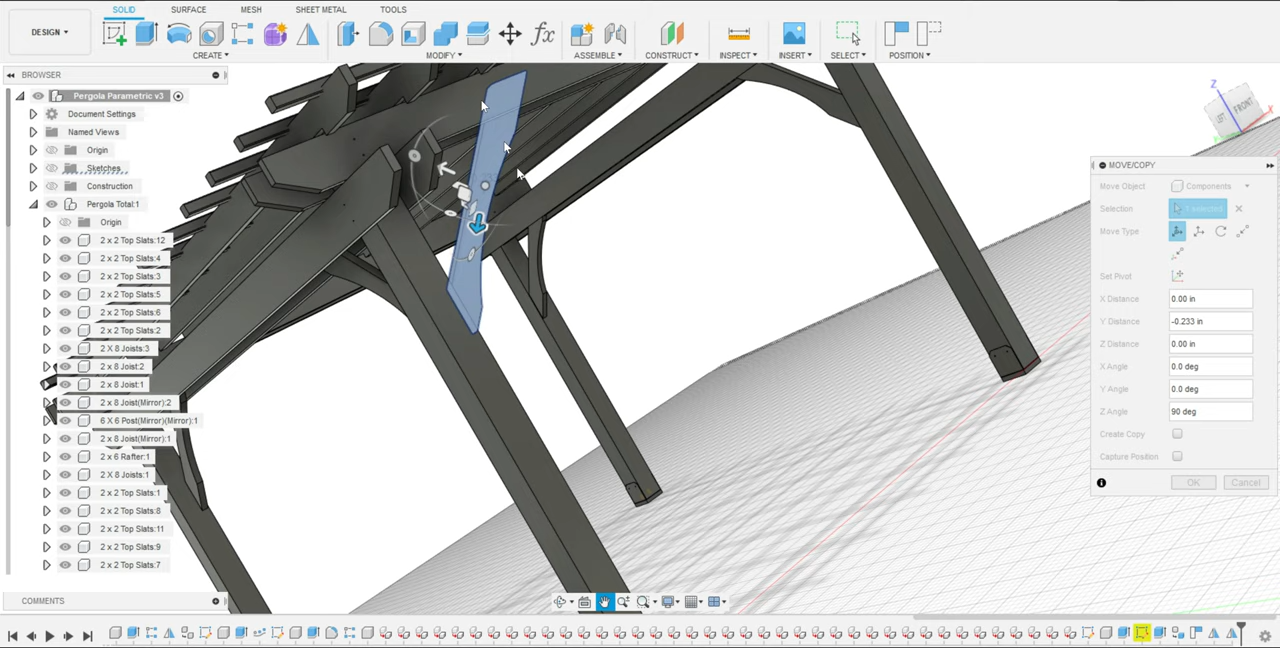 SOLID SURFACE MESH SHEET METAL TOOLS
DESIGN
CREATE MODIFY ASSEMBLE CONSTRUCT INSPECT INSERT SELECT POSITION
BROWSER
Pergola Parametric v3
Document Settings
Named Views
Origin
Sketches
Construction
Pergola Total:1
Origin
2 x 2 Top Slats:12
2 x 2 Top Slats:4
2 x 2 Top Slats:3
2 x 2 Top Slats:5
2 x 2 Top Slats:6
2 x 2 Top Slats:2
2 X 8 Joists:3
2 x 8 Joist:2
2 x 8 Joist:1
2 x 8 Joist(Mirror):2
6 X 6 Post(Mirror)(Mirror):1
2 x 8 Joist(Mirror):1
2 x 6 Rafter:1
2 X 8 Joists:1
2 x 2 Top Slats:1
2 x 2 Top Slats:8
2 x 2 Top Slats:11
2 x 2 Top Slats:9
2 x 2 Top Slats:7
COMMENTS
Z
LEFT FRONT
X
MOVE/COPY
Move Object Components
Selection 1 selected
Move Type
Set Pivot
X Distance 0.00 in
Y Distance -0.233 in
Z Distance 0.00 in
X Angle 0.0 deg
Y Angle 0.0 deg
Z Angle 90 deg
Create Copy
Capture Position
OK Cancel